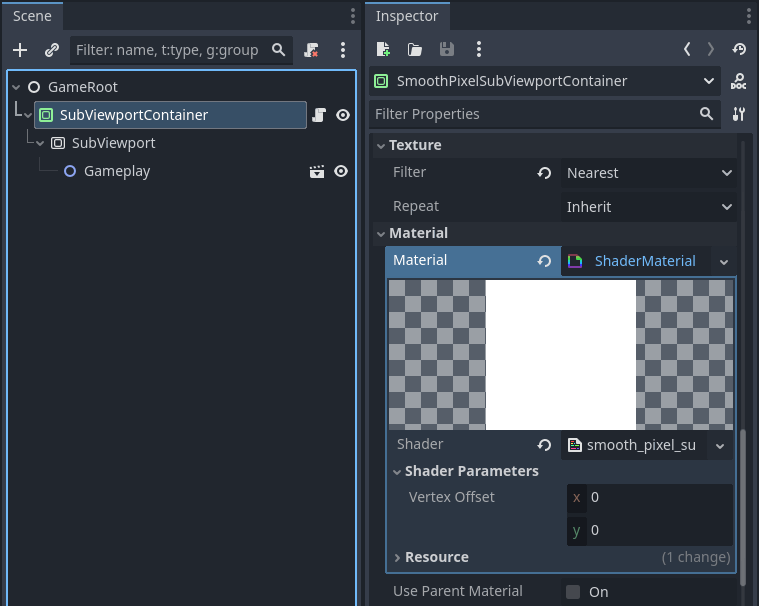 Scene
Filter: name, t:type, g:group
GameRoot
SubViewportContainer
SubViewport
Gameplay
Inspector
SmoothPixelSubViewportContainer
DOC
Filter Properties
Texture
Filter
Nearest
Repeat
Inherit
Material
Material
ShaderMaterial
Shader
smooth_pixel_su
Shader Parameters
Vertex Offset
x 0
y 0
Resource
(1 change)
Use Parent Material
On